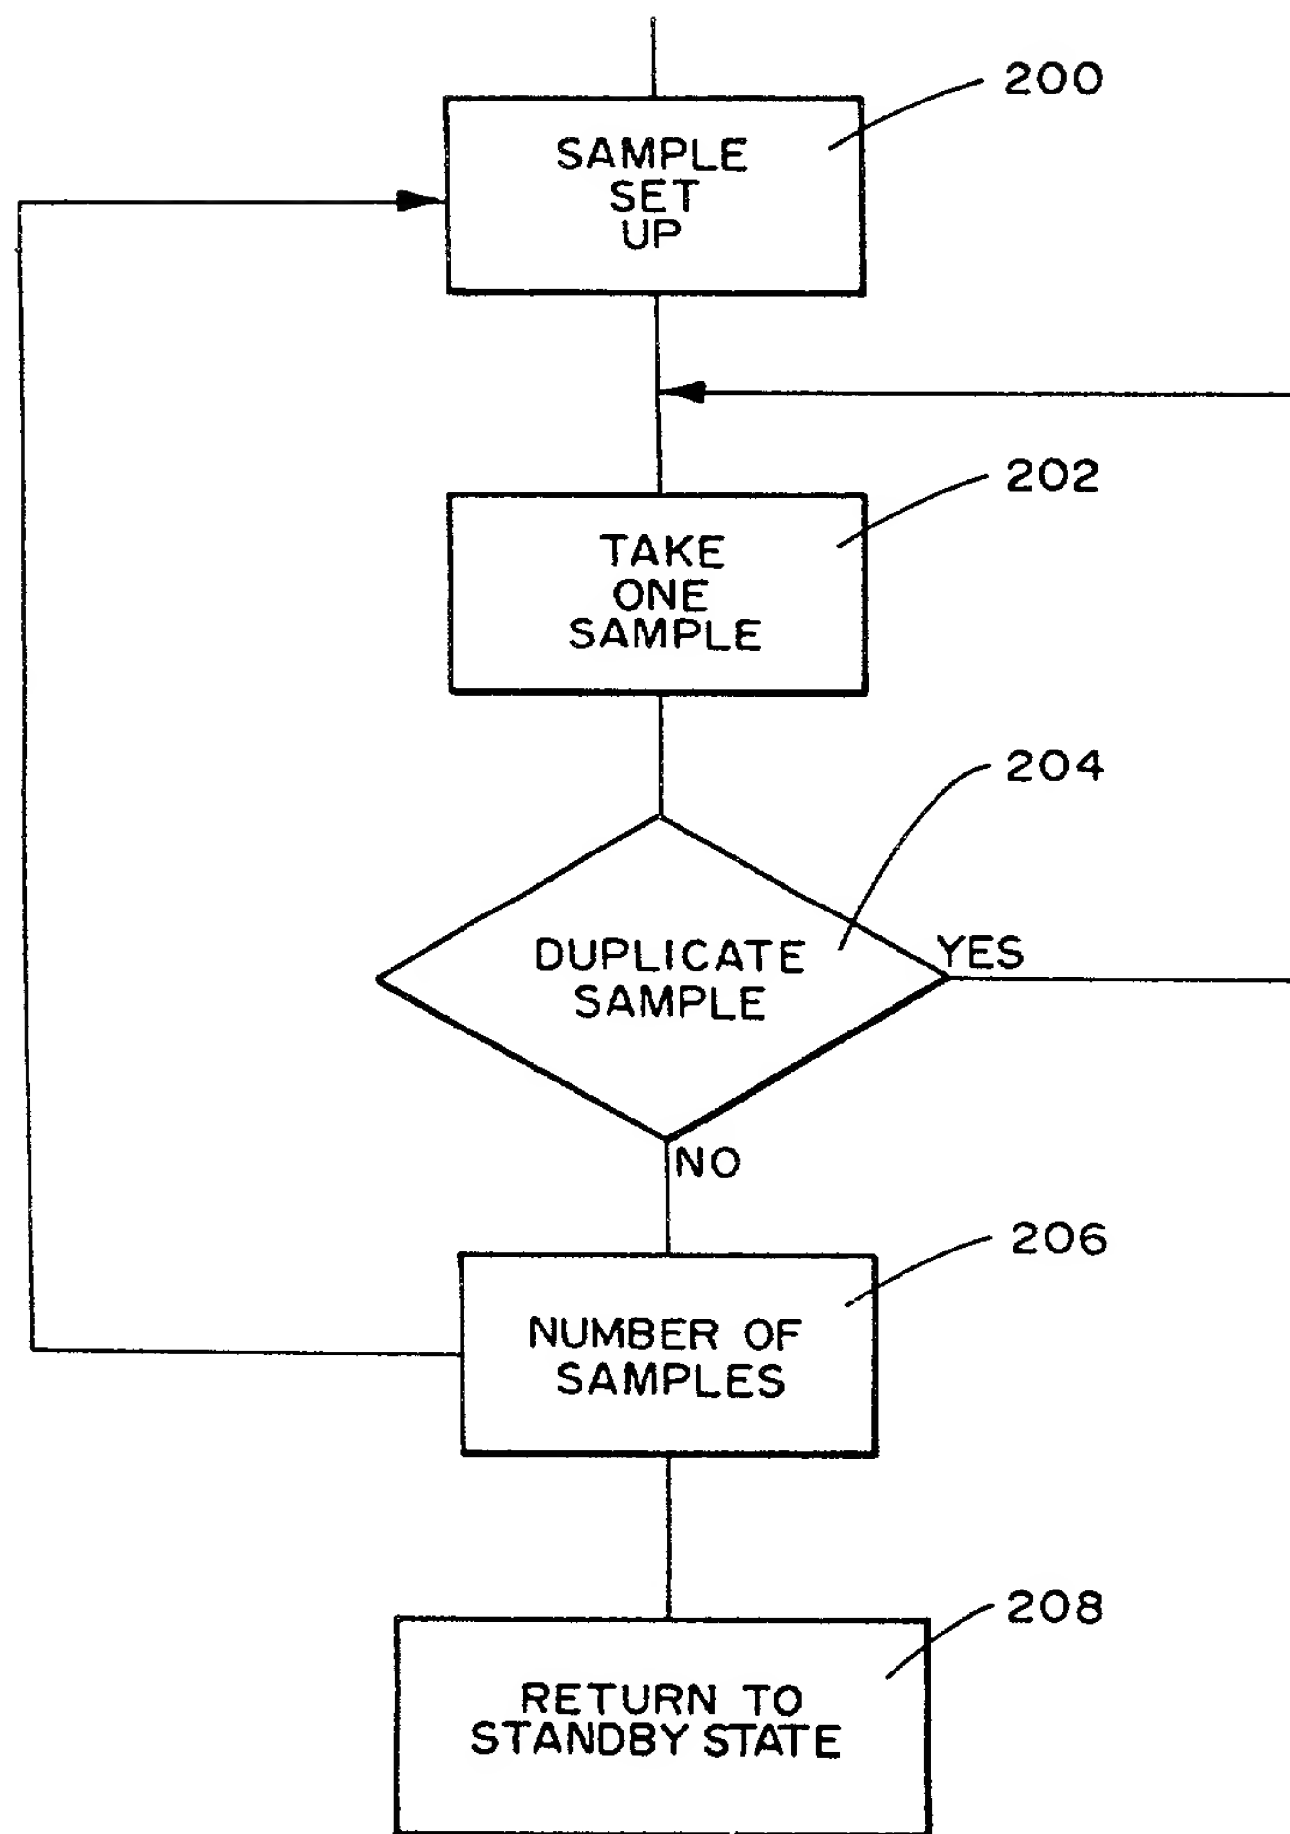 200
SAMPLE
SET
UP
202
TAKE
ONE
SAMPLE
204
DUPLICATE
SAMPLE
YES
NO
206
NUMBER OF
SAMPLES
208
RETURN TO
STANDBY STATE